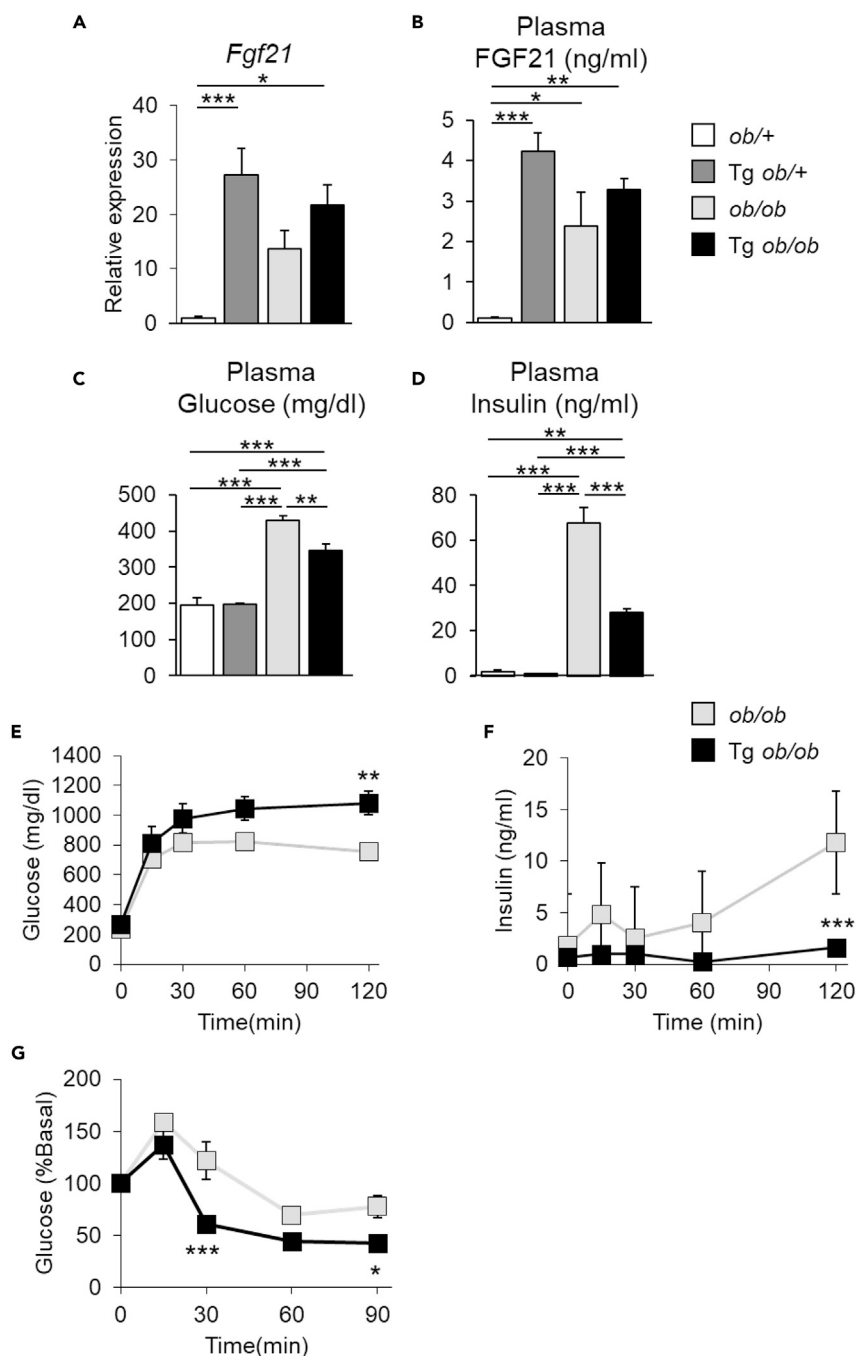 A
Fgf21
*
***
40
30
20
10
0
Relative expression
B
Plasma
FGF21 (ng/ml)
**
*
***
5
4
3
2
1
0
ob/+
Tg ob/+
ob/ob
Tg ob/ob
C
Plasma
Glucose (mg/dl)
***
***
***
*** **
500
400
300
200
100
0
D
Plasma
Insulin (ng/ml)
**
***
***
*** ***
80
60
40
20
0
ob/ob
Tg ob/ob
E
1400
1200
1000
800
600
400
200
0
Glucose (mg/dl)
**
0 30 60 90 120
Time(min)
F
20
15
10
5
0
Insulin (ng/ml)
***
0 30 60 90 120
Time (min)
G
200
150
100
50
0
Glucose (%Basal)
***
*
0 30 60 90
Time(min)